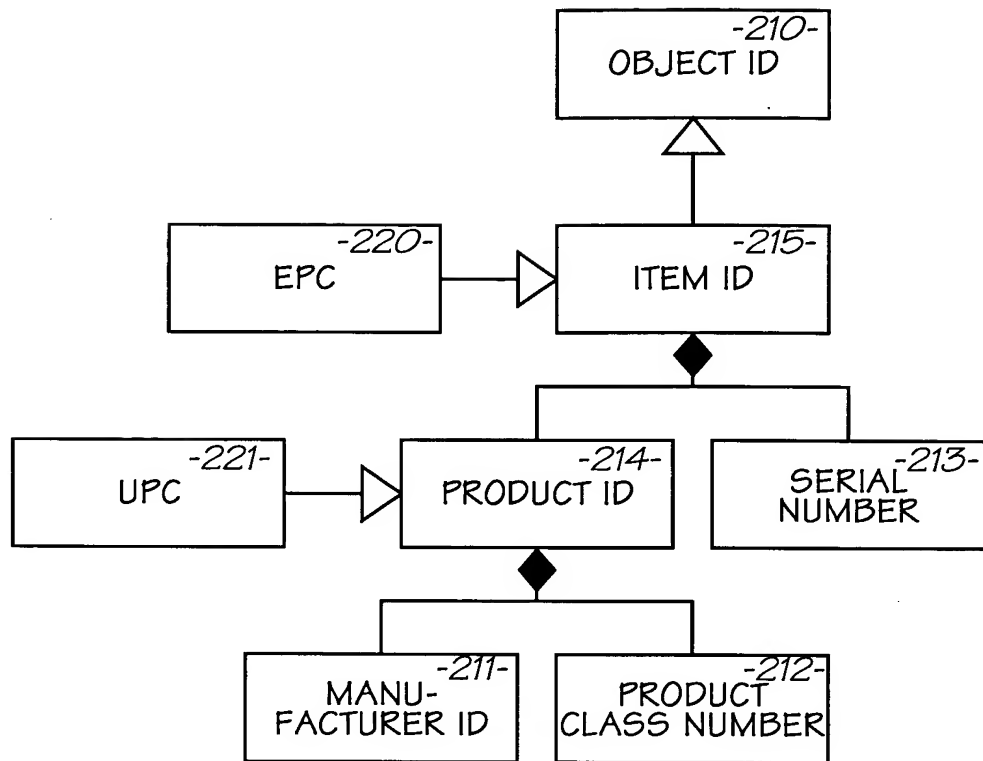 -210-
OBJECT ID
-220-
EPC
-215-
ITEM ID
-221-
UPC
-214-
PRODUCT ID
-213-
SERIAL
NUMBER
-211-
MANU-
FACTURER ID
-212-
PRODUCT
CLASS NUMBER